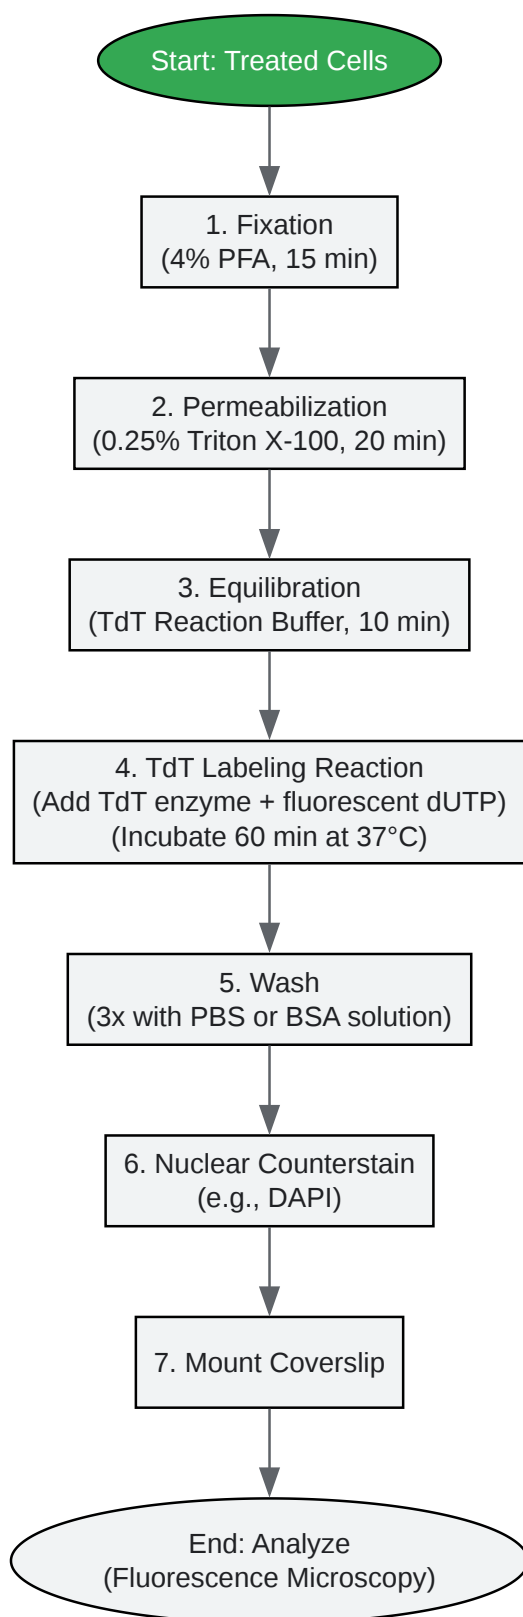 Start: Treated Cells
1. Fixation
(4% PFA, 15 min)
2. Permeabilization
(0.25% Triton X-100, 20 min)
3. Equilibration
(TdT Reaction Buffer, 10 min)
4. TdT Labeling Reaction
(Add TdT enzyme + fluorescent dUTP)
(Incubate 60 min at 37°C)
5. Wash
(3x with PBS or BSA solution)
6. Nuclear Counterstain
(e.g., DAPI)
7. Mount Coverslip
End: Analyze
(Fluorescence Microscopy)